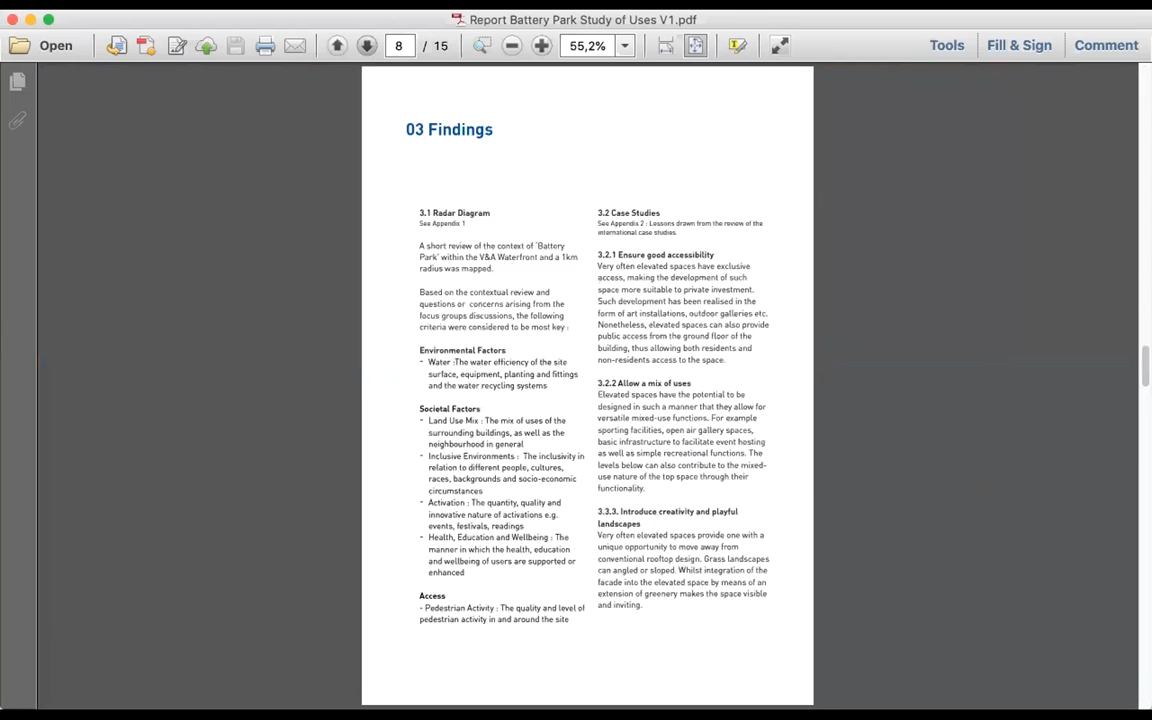 Report Battery Park Study of Uses V1.pdf
Open
8
/ 15
55,2%
Tools
Fill & Sign
Comment
03 Findings
3.1 Radar Diagram
See Appendix 1
A short review of the context of 'Battery
Park' within the V&A Waterfront and a 1km
radius was mapped.
Based on the contextual review and
questions or concerns arising from the
focus groups discussions, the following
criteria were considered to be most key :
Environmental Factors
- Water :The water efficiency of the site
surface, equipment, planting and fittings
and the water recycling systems
Societal Factors
- Land Use Mix : The mix of uses of the
surrounding buildings, as well as the
neighbourhood in general
- Inclusive Environments : The inclusivity in
relation to different people, cultures,
races, backgrounds and socio-economic
circumstances
- Activation : The quantity, quality and
innovative nature of activations e.g.
events, festivals, readings
- Health, Education and Wellbeing : The
manner in which the health, education
and wellbeing of users are supported or
enhanced
Access
- Pedestrian Activity : The quality and level of
pedestrian activity in and around the site
3.2 Case Studies
See Appendix 2 : Lessons drawn from the review of the
international case studies.
3.2.1 Ensure good accessibility
Very often elevated spaces have exclusive
access, making the development of such
space more suitable to private investment.
Such development has been realised in the
form of art installations, outdoor galleries etc.
Nonetheless, elevated spaces can also provide
public access from the ground floor of the
building, thus allowing both residents and
non-residents access to the space.
3.2.2 Allow a mix of uses
Elevated spaces have the potential to be
designed in such a manner that they allow for
versatile mixed-use functions. For example
sporting facilities, open air gallery spaces,
basic infrastructure to facilitate event hosting
as well as simple recreational functions. The
levels below can also contribute to the mixed-
use nature of the top space through their
functionality.
3.3.3. Introduce creativity and playful
landscapes
Very often elevated spaces provide one with a
unique opportunity to move away from
conventional rooftop design. Grass landscapes
can angled or sloped. Whilst integration of the
facade into the elevated space by means of an
extension of greenery makes the space visible
and inviting.